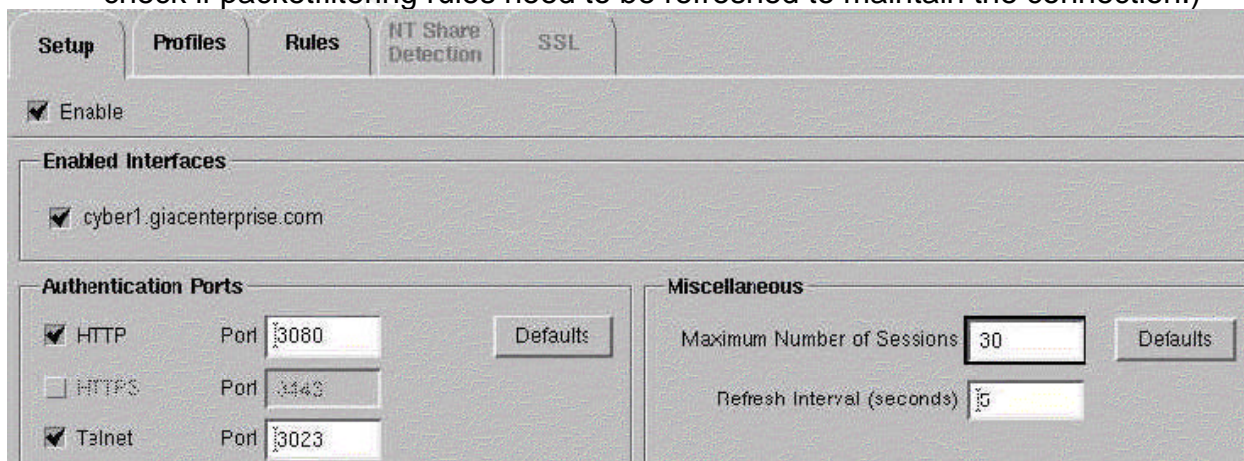 check if packetfiltering rules need to be refreshed to maintain the connection.)
Setup Profiles Rules NT Share Detection SSL
Enable
Enabled Interfaces
cyber1.giacenterprise.com
Authentication Ports
HTTP Port 3080 Defaults
HTTPS Port 3443
Telnet Port 3023
Miscellaneous
Maximum Number of Sessions 30 Defaults
Refresh Interval (seconds) 5